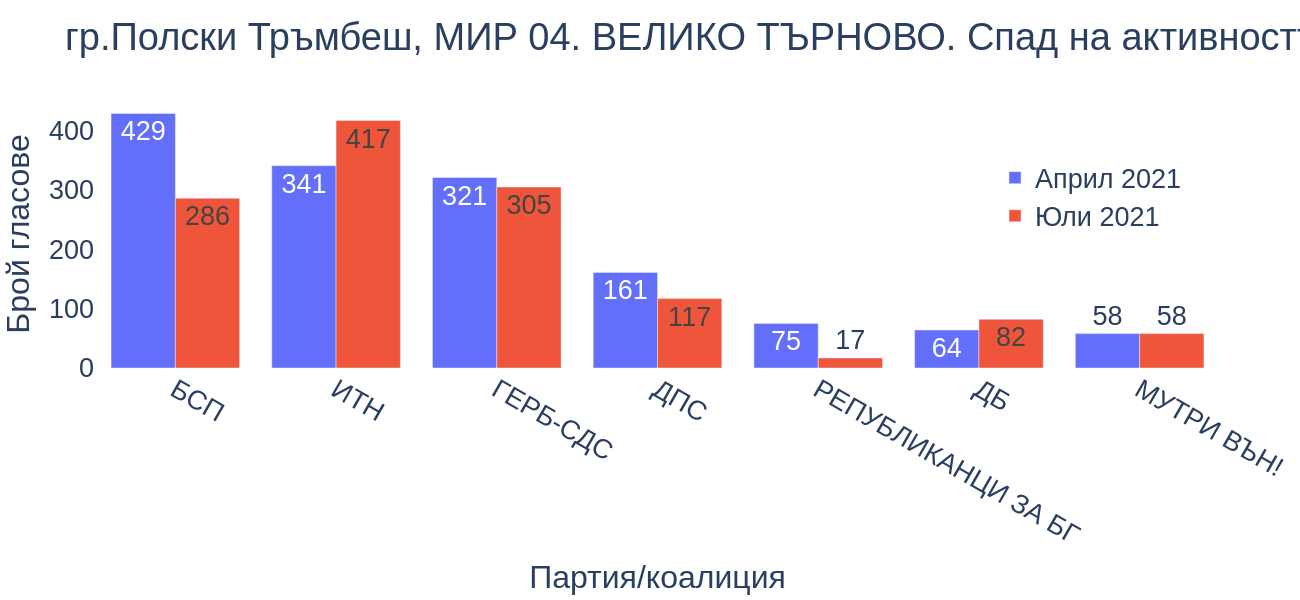 гр.Полски Тръмбеш, МИР 04. ВЕЛИКО ТЪРНОВО. Спад на активност
Брой гласове
400
300
200
100
0
429
286
341
417
321
305
161
117
75
17
64
82
58
58
Април 2021
Юли 2021
БСП
ИТН
ГЕРБ-СДС
ДПС
РЕПУБЛИКАНЦИ ЗА БГ
ДБ
МУТРИ ВЪН!
Партия/коалиция